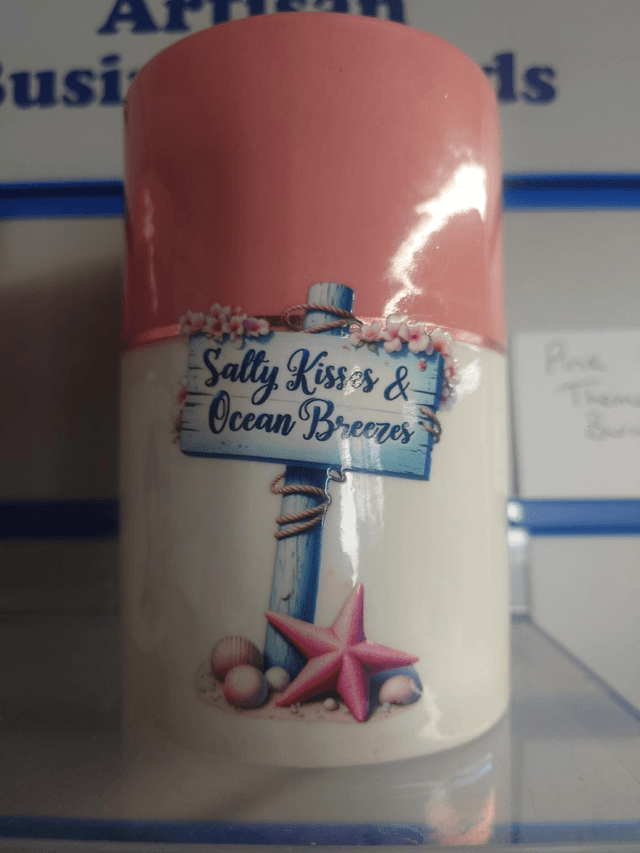 Artisan
Busi ds
Salty Kisses &
Ocean Breezes
Pink
Theme